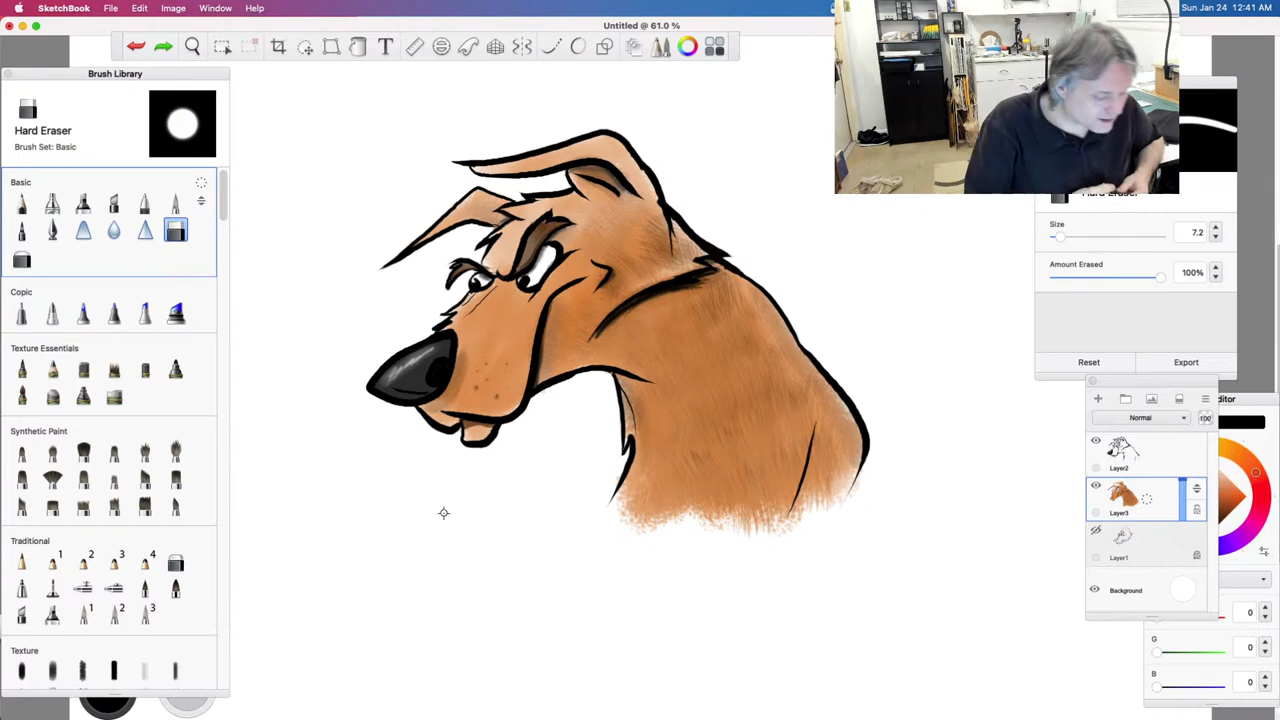 SketchBook File Edit Image Window Help
Sun Jan 24 12:41 AM
Untitled @ 61.0 %
Brush Library
Hard Eraser
Brush Set: Basic
Basic
Copic
Texture Essentials
Synthetic Paint
Traditional
1 2 3 4
1 2 3
Texture
Size
7.2
Amount Erased
100%
Reset Export
Normal
100
Layer2
Layer3
Layer1
Background
0
G
0
B
0